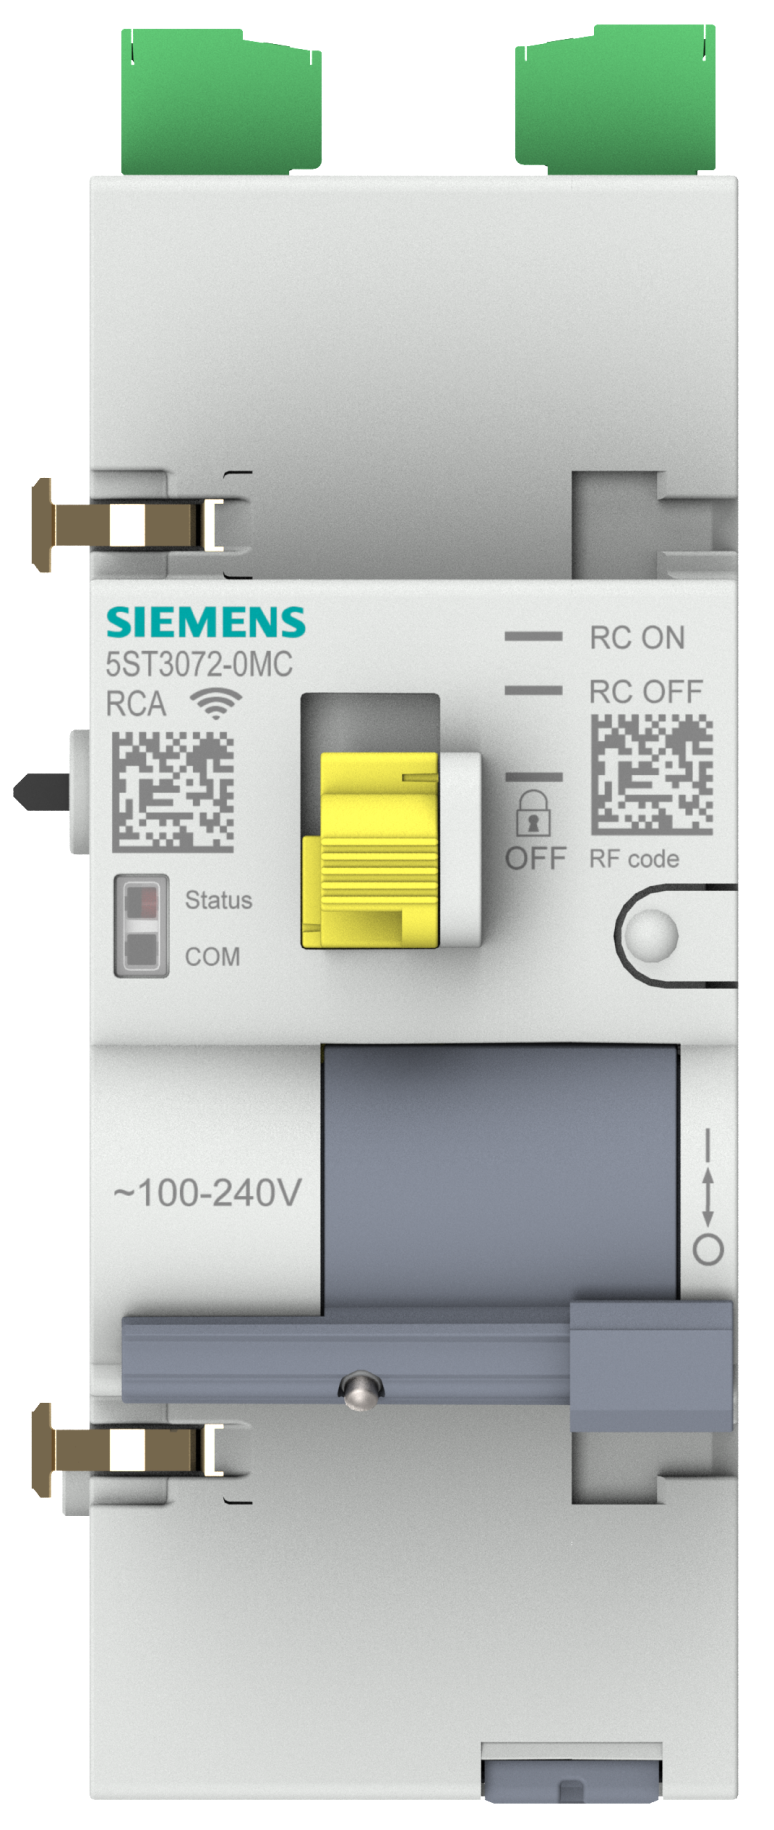 SIEMENS
5ST3072-0MC
RCA
RC ON
RC OFF
OFF
RF code
Status
COM
~100-240V